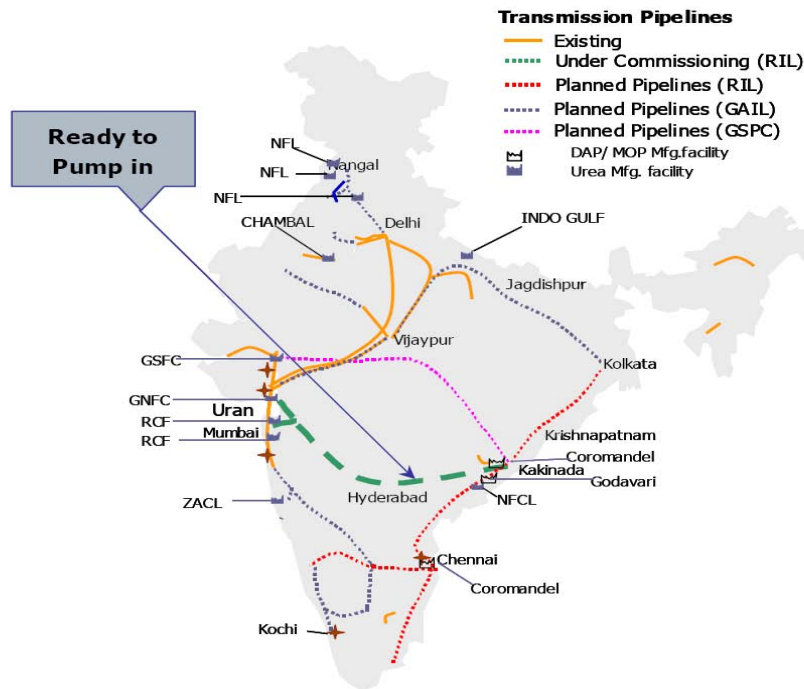 Transmission Pipelines
Existing
Under Commissioning (RIL)
Planned Pipelines (RIL)
Planned Pipelines (GAIL)
Planned Pipelines (GSPC)
DAP/ MOP Mfg.facility
Urea Mfg. facility
Ready to
Pump in
NFL
Nangal
NFL
NFL
CHAMBAL
Delhi
INDO GULF
Jagdishpur
Vijaypur
GSFC
Kolkata
GNFC
Uran
RCF
RCF
Mumbai
Krishnapatnam
Coromandel
Kakinada
Godavari
Hyderabad
NFCL
ZACL
Chennai
Coromandel
Kochi